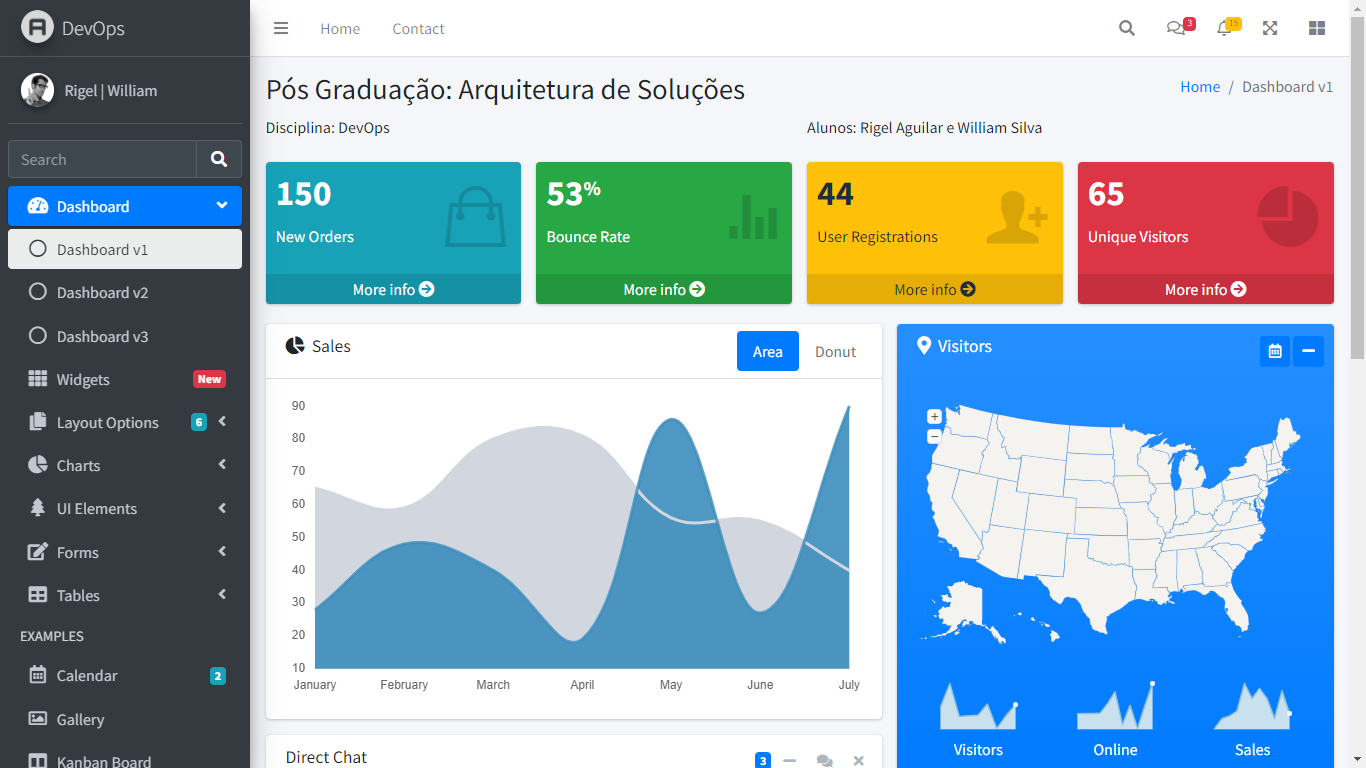 DevOps
Rigel | William
Search
Dashboard
Dashboard v1
Dashboard v2
Dashboard v3
Widgets New
Layout Options 6
Charts
UI Elements
Forms
Tables
EXAMPLES
Calendar 2
Gallery
Kanban Board
Home Contact 3 15
Pós Graduação: Arquitetura de Soluções
Home / Dashboard v1
Disciplina: DevOps
Alunos: Rigel Aguilar e William Silva
150
New Orders
More info
53%
Bounce Rate
More info
44
User Registrations
More info
65
Unique Visitors
More info
Sales
Area Donut
90
80
70
60
50
40
30
20
10
January February March April May June July
Direct Chat 3
Visitors
+
−
Visitors Online Sales